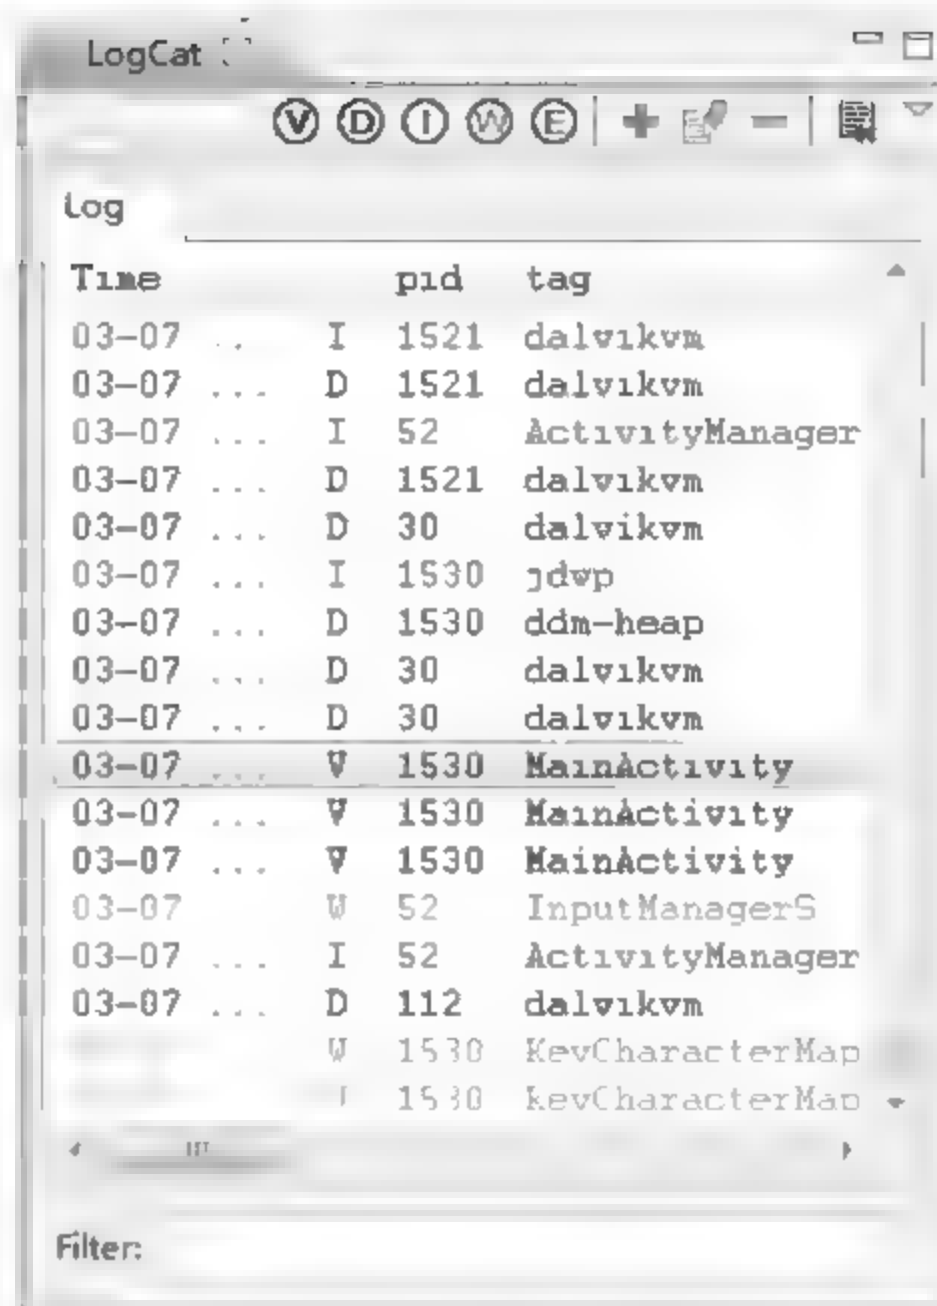 LogCat
V D I W E
Log
Time pid tag
03-07 ... I 1521 dalvikvm
03-07 ... D 1521 dalvikvm
03-07 ... I 52 ActivityManager
03-07 ... D 1521 dalvikvm
03-07 ... D 30 dalvikvm
03-07 ... I 1530 jdwp
03-07 ... D 1530 ddm-heap
03-07 ... D 30 dalvikvm
03-07 ... D 30 dalvikvm
03-07 ... V 1530 MainActivity
03-07 ... V 1530 MainActivity
03-07 ... V 1530 MainActivity
03-07 W 52 InputManagerS
03-07 ... I 52 ActivityManager
03-07 ... D 112 dalvikvm
W 1530 KeyCharacterMap
1530 KeyCharacterMap
Filter: